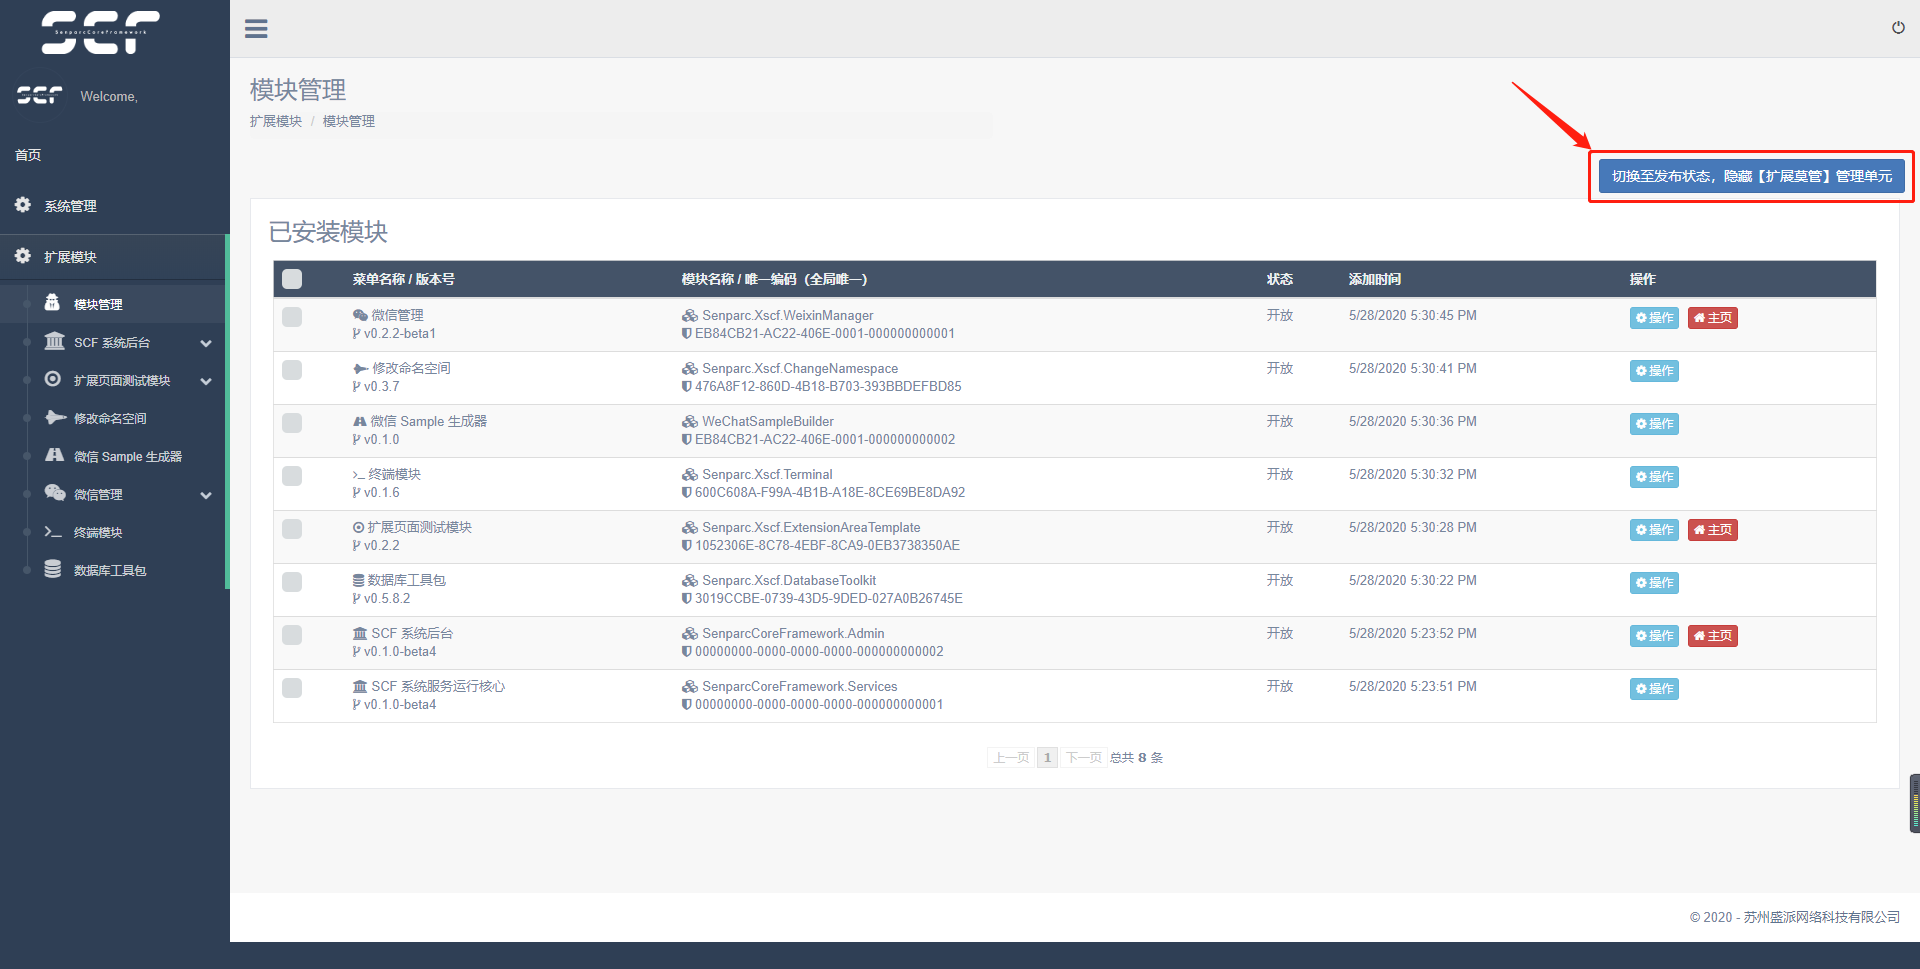 SCF
SenparcCoreFramework
SCF
Welcome,
首页
系统管理
扩展模块
模块管理
SCF 系统后台
扩展页面测试模块
修改命名空间
微信 Sample 生成器
微信管理
终端模块
数据库工具包
模块管理
扩展模块 / 模块管理
切换至发布状态，隐藏【扩展莫管】管理单元
已安装模块
菜单名称 / 版本号 模块名称 / 唯一编码（全局唯一） 状态 添加时间 操作
微信管理 Senparc.Xscf.WeixinManager 开放 5/28/2020 5:30:45 PM 操作 主页
v0.2.2-beta1 EB84CB21-AC22-406E-0001-000000000001
修改命名空间 Senparc.Xscf.ChangeNamespace 开放 5/28/2020 5:30:41 PM 操作
v0.3.7 476A8F12-860D-4B18-B703-393BBDEFBD85
微信 Sample 生成器 WeChatSampleBuilder 开放 5/28/2020 5:30:36 PM 操作
v0.1.0 EB84CB21-AC22-406E-0001-000000000002
终端模块 Senparc.Xscf.Terminal 开放 5/28/2020 5:30:32 PM 操作
v0.1.6 600C608A-F99A-4B1B-A18E-8CE69BE8DA92
扩展页面测试模块 Senparc.Xscf.ExtensionAreaTemplate 开放 5/28/2020 5:30:28 PM 操作 主页
v0.2.2 1052306E-8C78-4EBF-8CA9-0EB3738350AE
数据库工具包 Senparc.Xscf.DatabaseToolkit 开放 5/28/2020 5:30:22 PM 操作
v0.5.8.2 3019CCBE-0739-43D5-9DED-027A0B26745E
SCF 系统后台 SenparcCoreFramework.Admin 开放 5/28/2020 5:23:52 PM 操作 主页
v0.1.0-beta4 00000000-0000-0000-0000-000000000002
SCF 系统服务运行核心 SenparcCoreFramework.Services 开放 5/28/2020 5:23:51 PM 操作
v0.1.0-beta4 00000000-0000-0000-0000-000000000001
上一页 1 下一页 总共 8 条
© 2020 - 苏州盛派网络科技有限公司